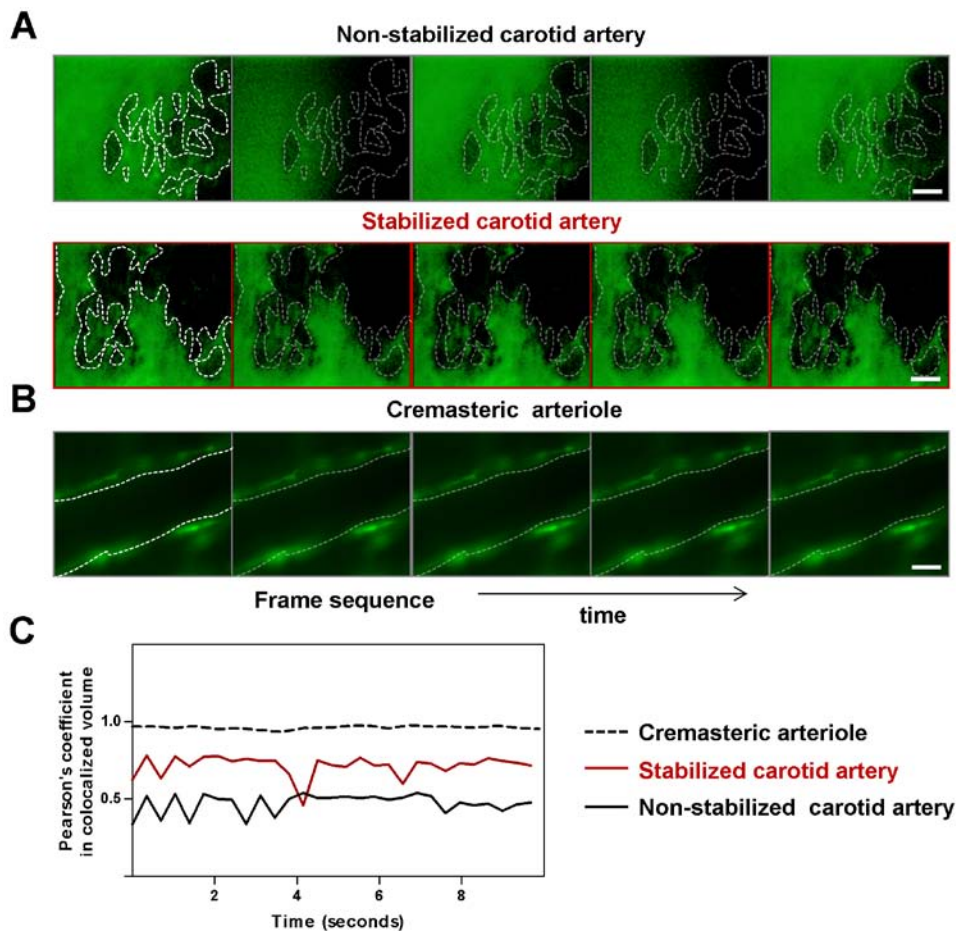 A
Non-stabilized carotid artery
Stabilized carotid artery
B
Cremasteric arteriole
Frame sequence
time
C
Pearson's coefficient
in colocalized volume
1.0
0.5
2
4
6
8
Time (seconds)
Cremasteric arteriole
Stabilized carotid artery
Non-stabilized carotid artery